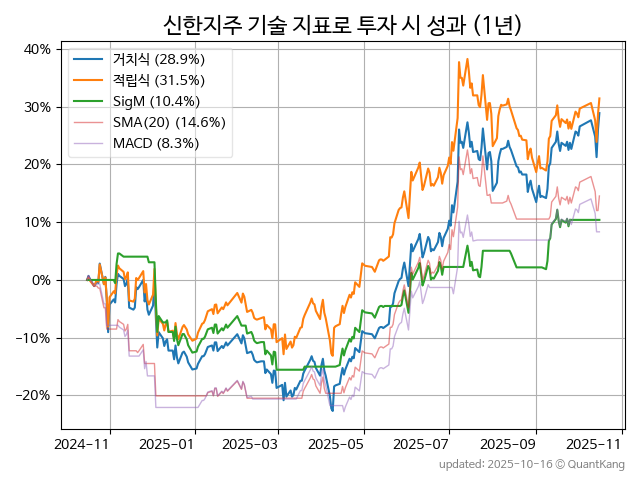 신한지주 기술 지표로 투자 시 성과 (1년)
거치식 (28.9%)
적립식 (31.5%)
SigM (10.4%)
SMA(20) (14.6%)
MACD (8.3%)
40%
30%
20%
10%
0%
−10%
−20%
2024−11 2025−01 2025−03 2025−05 2025−07 2025−09 2025−11
updated: 2025-10-16 © QuantKang